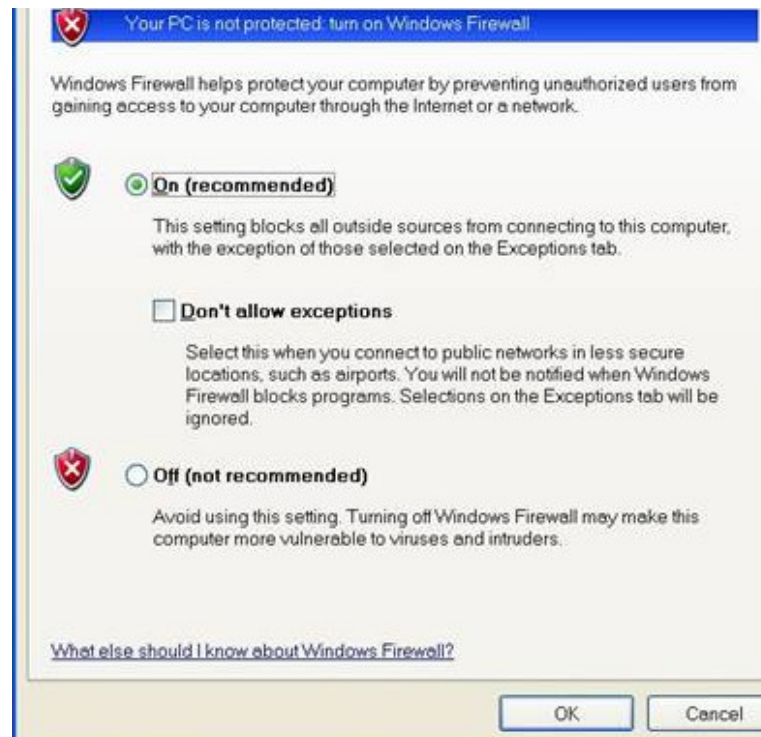 Your PC is not protected: turn on Windows Firewall
Windows Firewall helps protect your computer by preventing unauthorized users from
gaining access to your computer through the Internet or a network.
On (recommended)
This setting blocks all outside sources from connecting to this computer,
with the exception of those selected on the Exceptions tab.
Don't allow exceptions
Select this when you connect to public networks in less secure
locations, such as airports. You will not be notified when Windows
Firewall blocks programs. Selections on the Exceptions tab will be
ignored.
Off (not recommended)
Avoid using this setting. Turning off Windows Firewall may make this
computer more vulnerable to viruses and intruders.
What else should I know about Windows Firewall?
OK Cancel